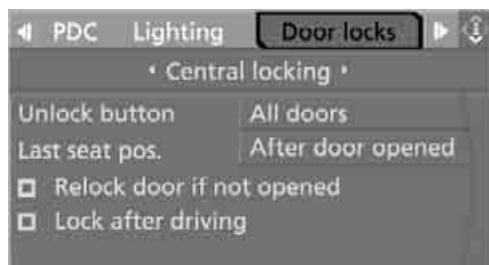 PDC Lighting Door locks
• Central locking •
Unlock button All doors
Last seat pos. After door opened
Relock door if not opened
Lock after driving